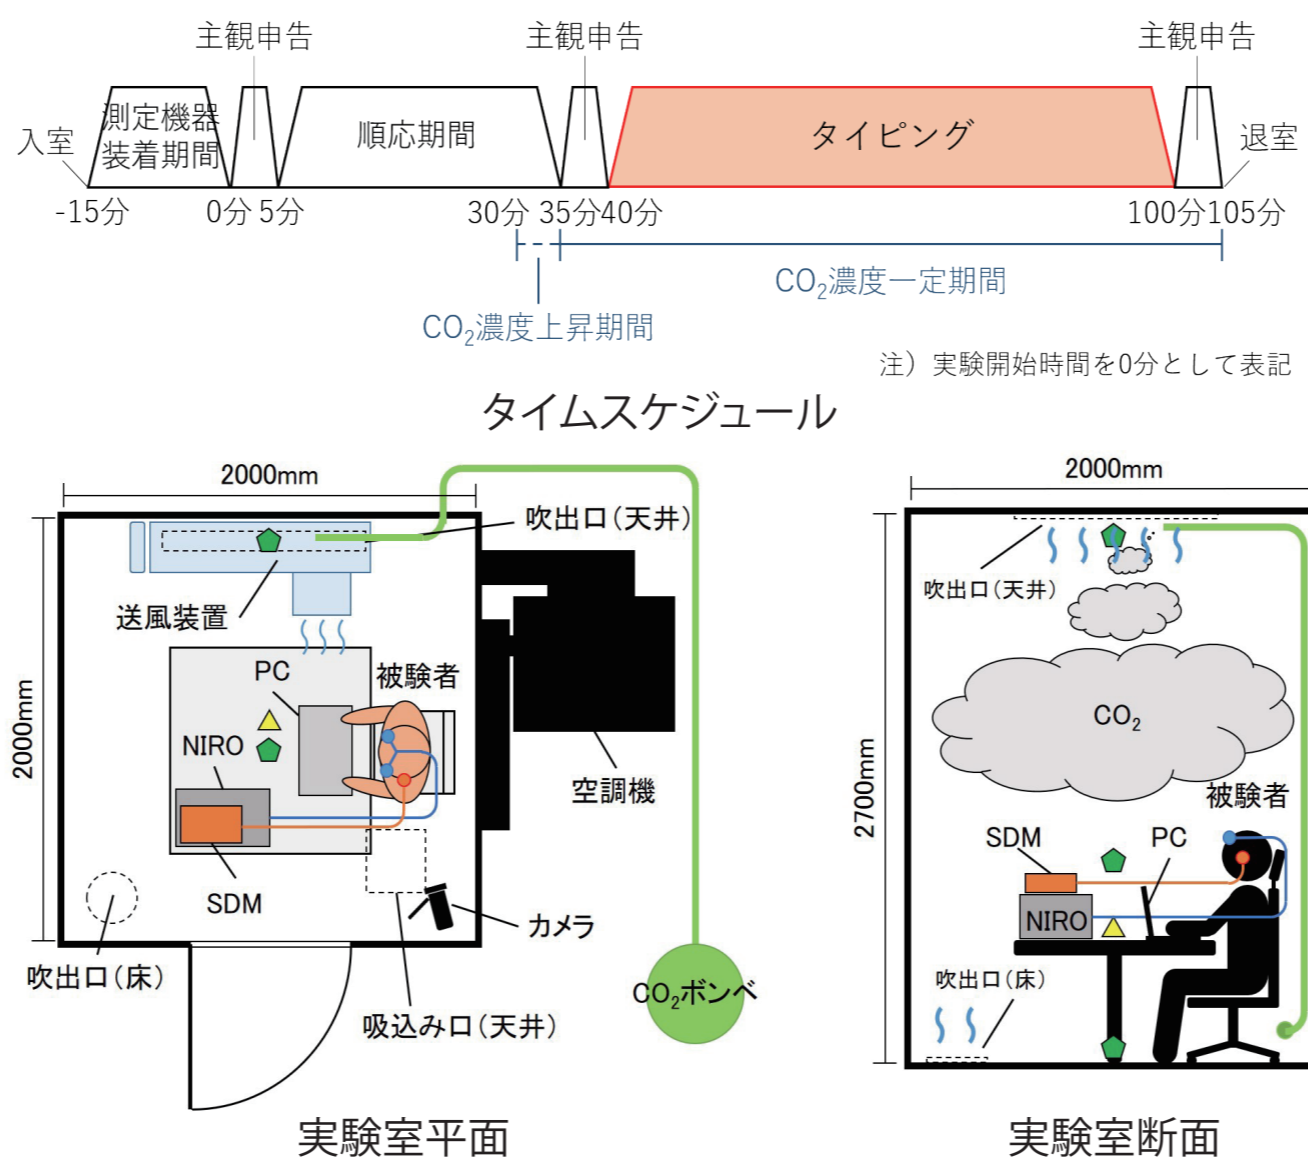 主観申告
主観申告
主観申告
入室
測定機器
装着期間
順応期間
タイピング
退室
-15分
0分
5分
30分
35分
40分
100分
105分
CO₂濃度一定期間
CO₂濃度上昇期間
注）実験開始時間を0分として表記
タイムスケジュール
2000mm
吹出口(天井)
送風装置
PC
被験者
NIRO
2000mm
空調機
SDM
カメラ
吹出口(床)
吸込み口(天井)
CO₂ボンベ
実験室平面
2000mm
吹出口(天井)
CO₂
2700mm
被験者
SDM
PC
NIRO
吹出口(床)
実験室断面